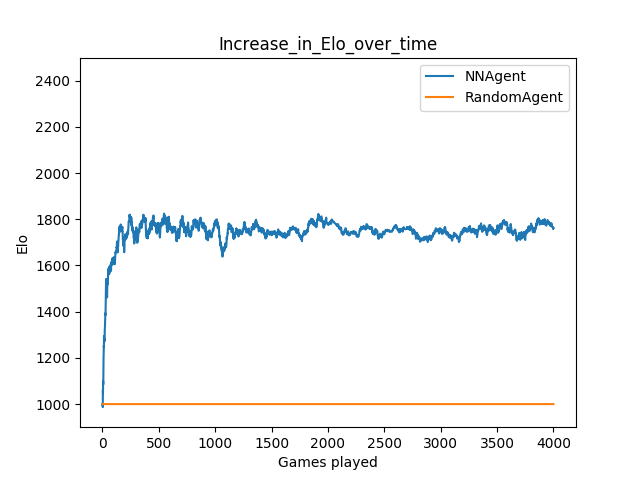 Increase_in_Elo_over_time
NNAgent
RandomAgent
2400
2200
2000
1800
1600
1400
1200
1000
Elo
0 500 1000 1500 2000 2500 3000 3500 4000
Games played